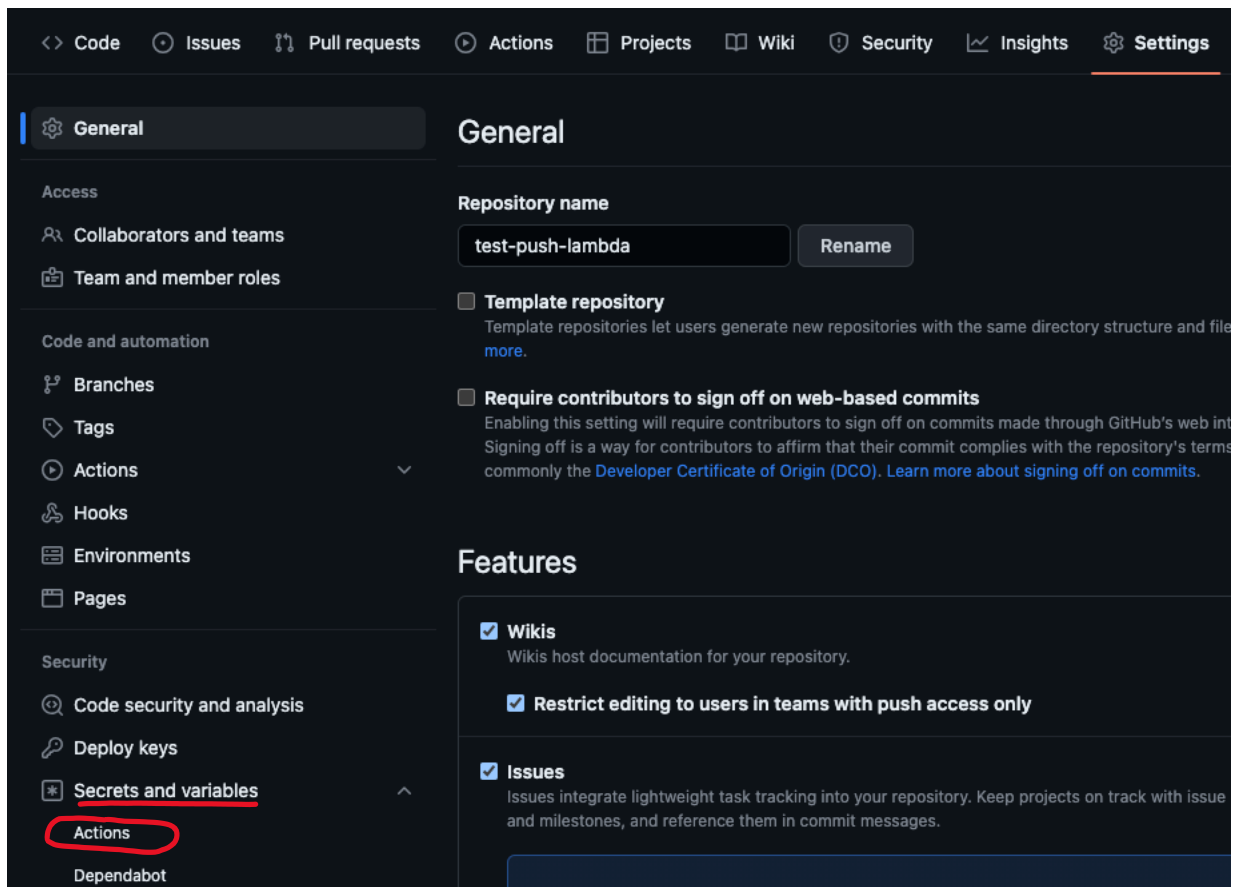 Code Issues Pull requests Actions Projects Wiki Security Insights Settings
General
Access
Collaborators and teams
Team and member roles
Code and automation
Branches
Tags
Actions
Hooks
Environments
Pages
Security
Code security and analysis
Deploy keys
Secrets and variables
Actions
Dependabot
General
Repository name
test-push-lambda Rename
Template repository
Template repositories let users generate new repositories with the same directory structure and file
more.
Require contributors to sign off on web-based commits
Enabling this setting will require contributors to sign off on commits made through GitHub's web int
Signing off is a way for contributors to affirm that their commit complies with the repository's terms
commonly the Developer Certificate of Origin (DCO). Learn more about signing off on commits.
Features
Wikis
Wikis host documentation for your repository.
Restrict editing to users in teams with push access only
Issues
Issues integrate lightweight task tracking into your repository. Keep projects on track with issue
and milestones, and reference them in commit messages.